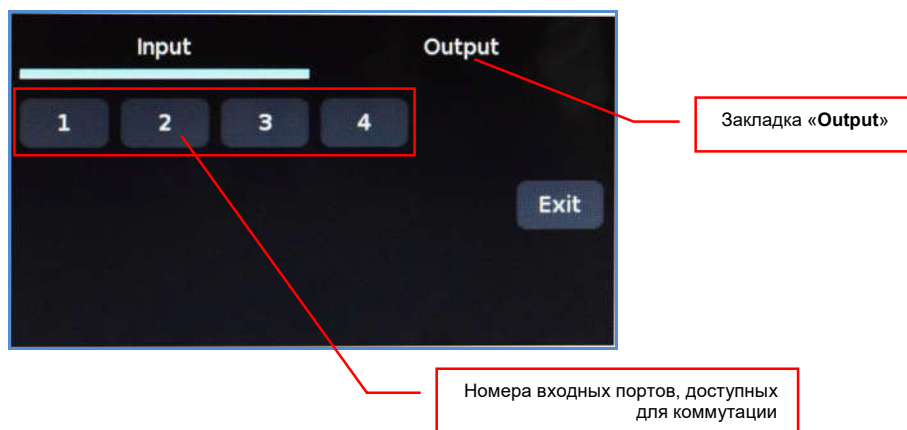 Input Output
1 2 3 4
Закладка «Output»
Exit
Номера входных портов, доступных
для коммутации